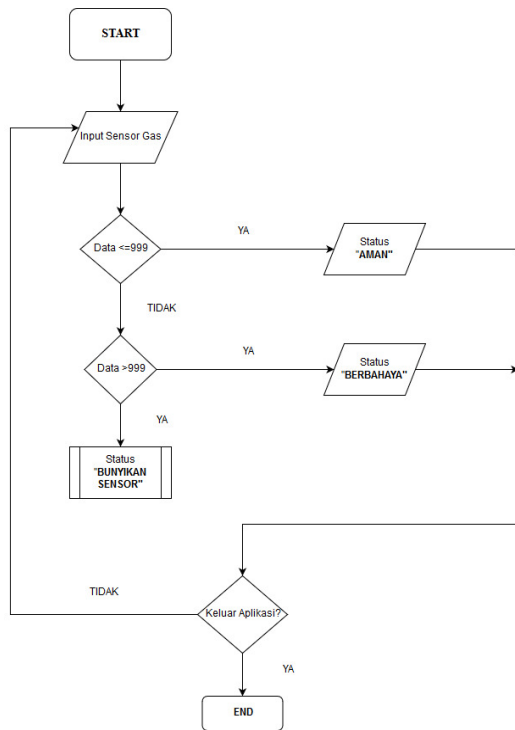 START
Input Sensor Gas
Data <=999
YA
Status
"AMAN"
TIDAK
Data >999
YA
Status
"BERBAHAYA"
YA
Status
"BUNYIKAN
SENSOR"
TIDAK
Keluar Aplikasi?
YA
END